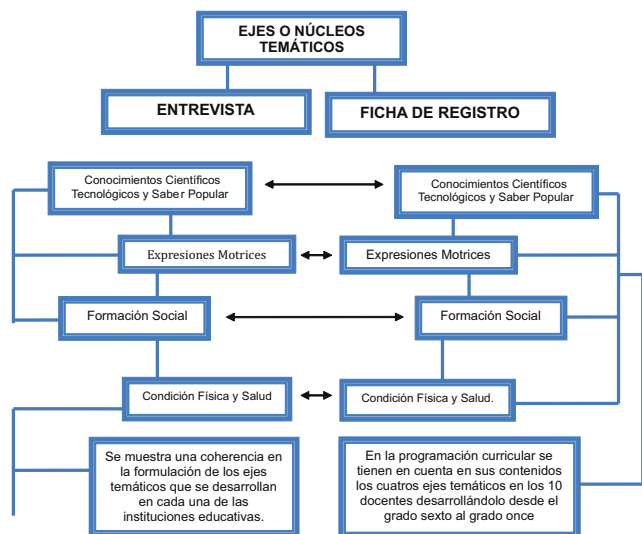 EJES O NÚCLEOS
TEMÁTICOS
ENTREVISTA
FICHA DE REGISTRO
Conocimientos Científicos
Tecnológicos y Saber Popular
Conocimientos Científicos
Tecnológicos y Saber Popular
Expresiones Motrices
Expresiones Motrices
Formación Social
Formación Social
Condición Física y Salud
Condición Física y Salud.
Se muestra una coherencia en
la formulación de los ejes
temáticos que se desarrollan
en cada una de las
instituciones educativas.
En la programación curricular se
tienen en cuenta en sus contenidos
los cuatros ejes temáticos en los 10
docentes desarrollándolo desde el
grado sexto al grado once